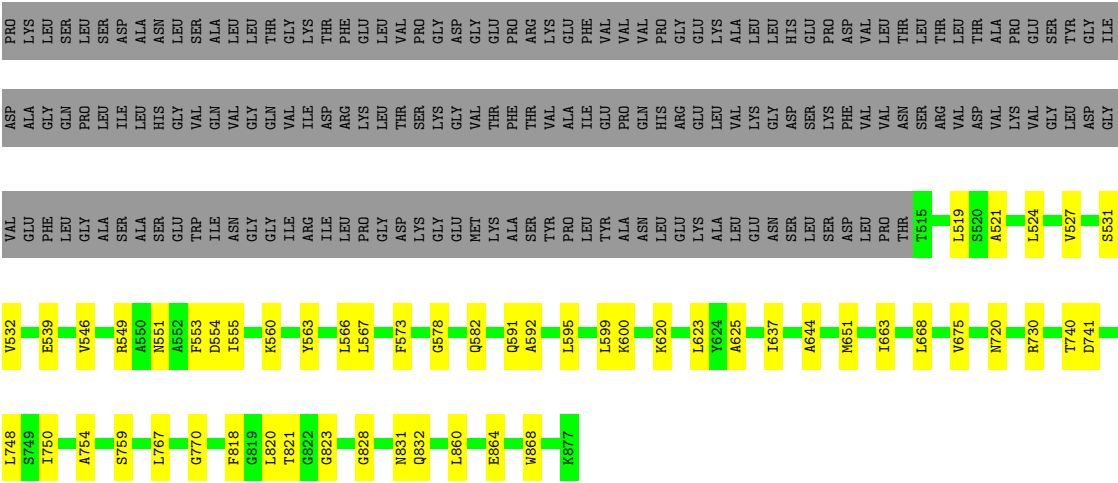 PRO LYS LEU SER LEU SER ASP ALA ASN LEU SER ALA LEU LEU THR GLY LYS THR PHE GLU LEU VAL PRO GLY ASP GLY GLU PRO ARG LYS GLU PHE VAL VAL VAL PRO GLY GLU LYS ALA LEU LEU HIS GLU PRO ASP VAL LEU THR LEU THR LEU THR ALA PRO GLU SER TYR GLY ILE
ASP ALA GLY GLN PRO LEU ILE LEU HIS GLY VAL GLN VAL GLY GLN VAL ILE ASP ARG LYS LEU THR SER LYS GLY VAL THR PHE THR VAL ALA ILE GLU PRO GLN HIS ARG GLU LEU VAL LYS GLY ASP SER LYS PHE VAL VAL ASN SER ARG VAL ASP VAL LYS VAL GLY LEU ASP GLY
VAL GLU PHE LEU GLY ALA SER ALA SER GLU TRP ILE ASN GLY GLY ILE ARG ILE LEU PRO GLY ASP LYS GLY GLU MET LYS ALA SER TYR PRO LEU TYR ALA ASN LEU GLU LYS ALA LEU GLU ASN SER LEU SER ASP LEU PRO THR T515 L519 S520 A521 L524 V527 S531
V532 E539 V546 R549 A550 N551 A552 F553 D554 I555 K560 Y563 L566 L567 F573 G578 Q582 Q591 A592 L595 L599 K600 K620 L623 Y624 A625 I637 A644 M651 I663 L668 V675 N720 R730 T740 D741
L748 S749 I750 A754 S759 L767 G770 F818 G819 L820 T821 G822 G823 G828 N831 Q832 L860 E864 W868 K877